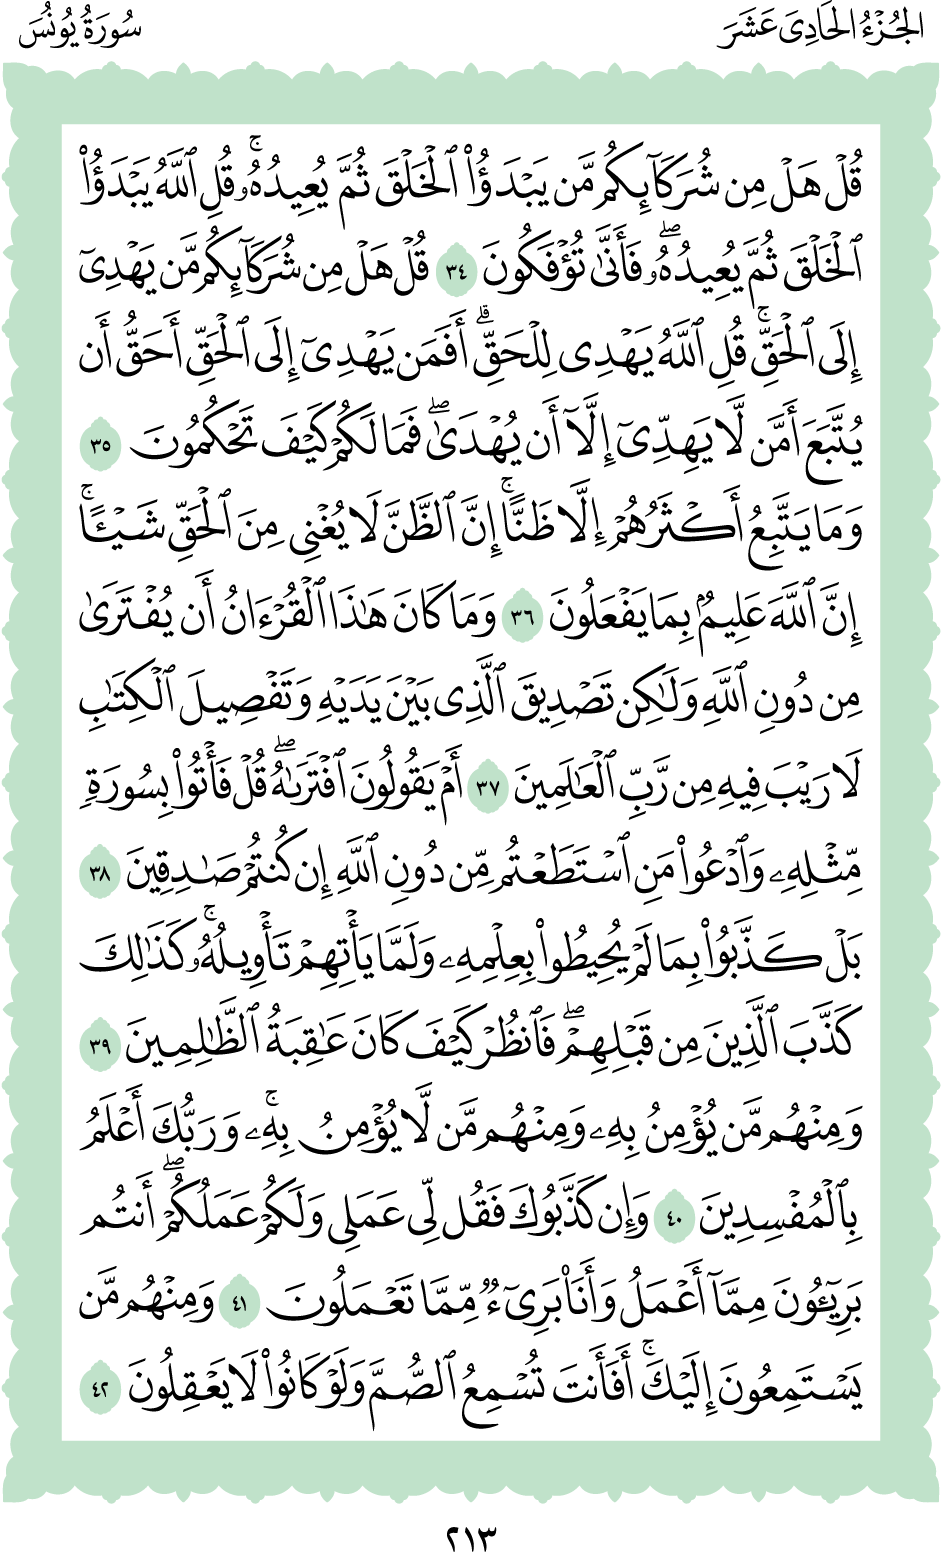 الجُزْءُ الحَادِىَ عَشَرَ
سُورَةُ يُونُسَ
قُلْ هَلْ مِن شُرَكَآئِكُم مَّن يَبْدَؤُا۟ ٱلْخَلْقَ ثُمَّ يُعِيدُهُۥ ۚ قُلِ ٱللَّهُ يَبْدَؤُا۟
ٱلْخَلْقَ ثُمَّ يُعِيدُهُۥ ۖ فَأَنَّىٰ تُؤْفَكُونَ ٣٤ قُلْ هَلْ مِن شُرَكَآئِكُم مَّن يَهْدِىٓ
إِلَى ٱلْحَقِّ ۚ قُلِ ٱللَّهُ يَهْدِى لِلْحَقِّ ۗ أَفَمَن يَهْدِىٓ إِلَى ٱلْحَقِّ أَحَقُّ أَن
يُتَّبَعَ أَمَّن لَّا يَهِدِّىٓ إِلَّآ أَن يُهْدَىٰ ۖ فَمَا لَكُمْ كَيْفَ تَحْكُمُونَ ٣٥
وَمَا يَتَّبِعُ أَكْثَرُهُمْ إِلَّا ظَنًّا ۚ إِنَّ ٱلظَّنَّ لَا يُغْنِى مِنَ ٱلْحَقِّ شَيْـًٔا ۚ
إِنَّ ٱللَّهَ عَلِيمٌۢ بِمَا يَفْعَلُونَ ٣٦ وَمَا كَانَ هَـٰذَا ٱلْقُرْءَانُ أَن يُفْتَرَىٰ
مِن دُونِ ٱللَّهِ وَلَـٰكِن تَصْدِيقَ ٱلَّذِى بَيْنَ يَدَيْهِ وَتَفْصِيلَ ٱلْكِتَـٰبِ
لَا رَيْبَ فِيهِ مِن رَّبِّ ٱلْعَـٰلَمِينَ ٣٧ أَمْ يَقُولُونَ ٱفْتَرَىٰهُ ۖ قُلْ فَأْتُوا۟ بِسُورَةٍ
مِّثْلِهِۦ وَٱدْعُوا۟ مَنِ ٱسْتَطَعْتُم مِّن دُونِ ٱللَّهِ إِن كُنتُمْ صَـٰدِقِينَ ٣٨
بَلْ كَذَّبُوا۟ بِمَا لَمْ يُحِيطُوا۟ بِعِلْمِهِۦ وَلَمَّا يَأْتِهِمْ تَأْوِيلُهُۥ ۚ كَذَٰلِكَ
كَذَّبَ ٱلَّذِينَ مِن قَبْلِهِمْ ۖ فَٱنظُرْ كَيْفَ كَانَ عَـٰقِبَةُ ٱلظَّـٰلِمِينَ ٣٩
وَمِنْهُم مَّن يُؤْمِنُ بِهِۦ وَمِنْهُم مَّن لَّا يُؤْمِنُ بِهِۦ ۚ وَرَبُّكَ أَعْلَمُ
بِٱلْمُفْسِدِينَ ٤٠ وَإِن كَذَّبُوكَ فَقُل لِّى عَمَلِى وَلَكُمْ عَمَلُكُمْ ۖ أَنتُم
بَرِيٓـُٔونَ مِمَّآ أَعْمَلُ وَأَنَا۠ بَرِىٓءٌ مِّمَّا تَعْمَلُونَ ٤١ وَمِنْهُم مَّن
يَسْتَمِعُونَ إِلَيْكَ ۚ أَفَأَنتَ تُسْمِعُ ٱلصُّمَّ وَلَوْ كَانُوا۟ لَا يَعْقِلُونَ ٤٢
٢١٣